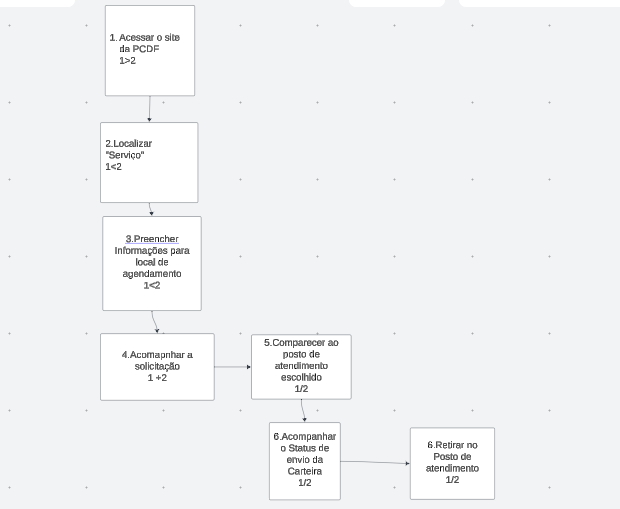 1. Acessar o site
da PCDF
1>2
2.Localizar
"Serviço"
1<2
3.Preencher
Informações para
local de
agendamento
1<2
4.Acomapnhar a
solicitação
1 +2
5.Comparecer ao
posto de
atendimento
escolhido
1/2
6.Acompanhar
o Status de
envio da
Carteira
1/2
6.Retirar no
Posto de
atendimento
1/2